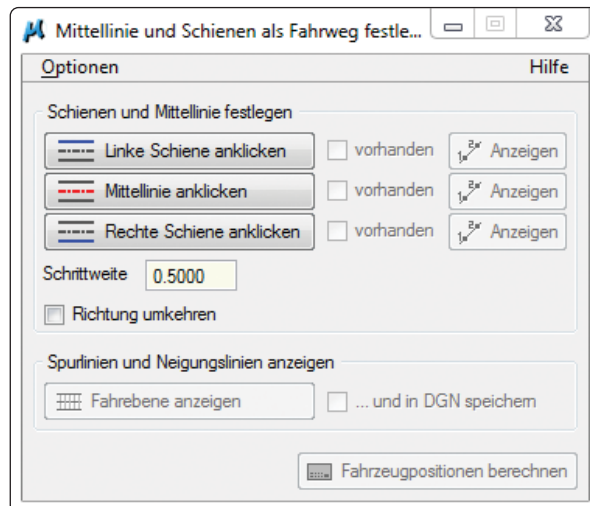 Mittellinie und Schienen als Fahrweg festle...
Optionen Hilfe
Schienen und Mittellinie festlegen
Linke Schiene anklicken vorhanden Anzeigen
Mittellinie anklicken vorhanden Anzeigen
Rechte Schiene anklicken vorhanden Anzeigen
Schrittweite 0.5000
Richtung umkehren
Spurlinien und Neigungslinien anzeigen
Fahrebene anzeigen ... und in DGN speichern
Fahrzeugpositionen berechnen